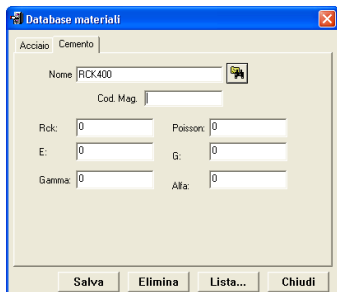 Database materiali
Acciaio Cemento
Nome RCK400
Cod. Mag.
Rck: 0 Poisson: 0
E: 0 G: 0
Gamma: 0 Alfa: 0
Salva Elimina Lista... Chiudi